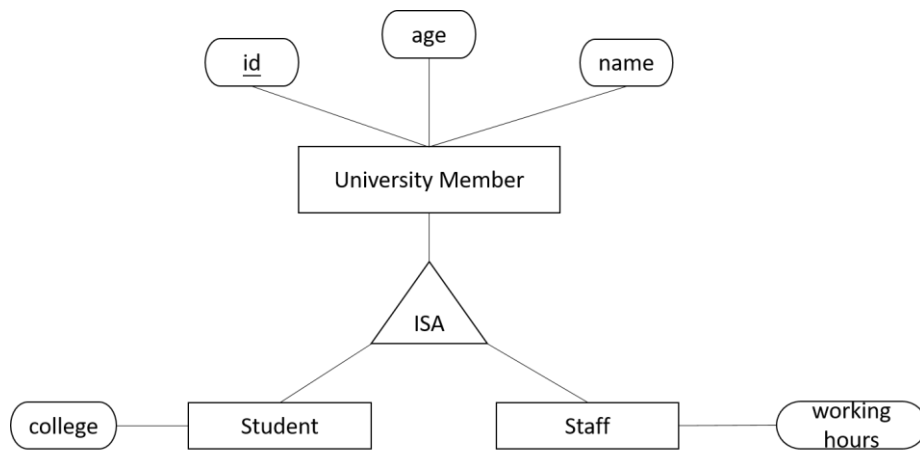 age
id
name
University Member
ISA
college
Student
Staff
working
hours